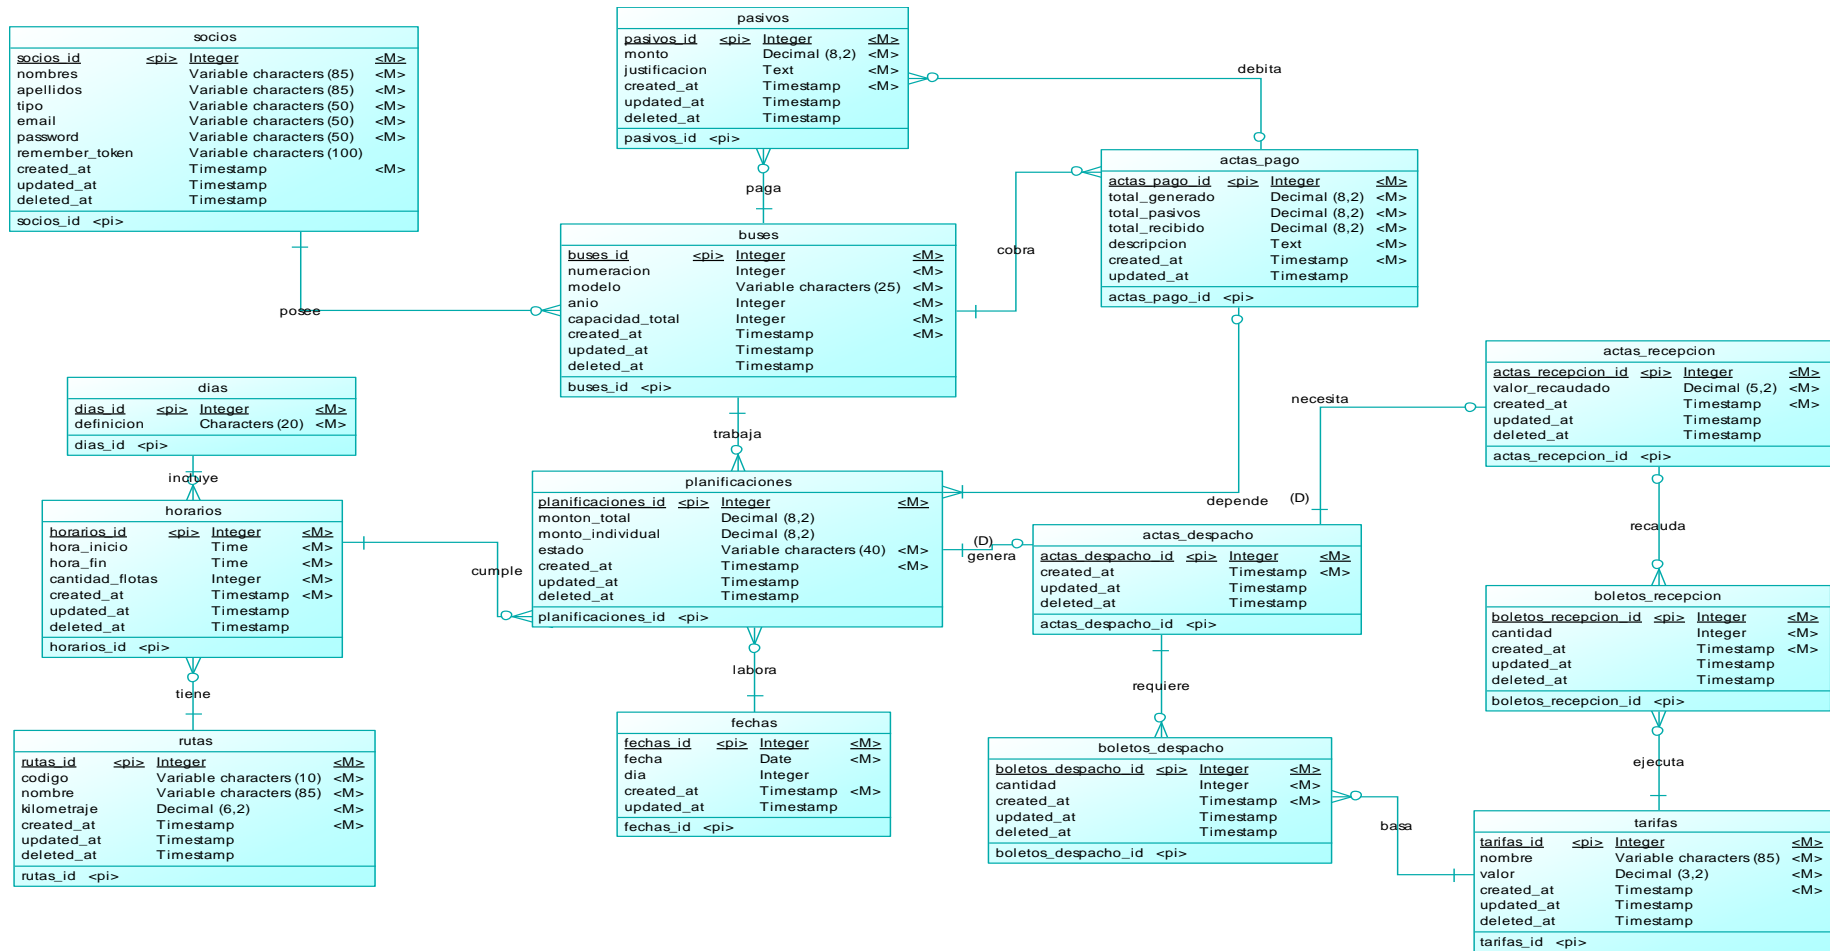 socios
socios_id <pi> Integer <M>
nombres Variable characters (85) <M>
apellidos Variable characters (85) <M>
tipo Variable characters (50) <M>
email Variable characters (50) <M>
password Variable characters (50) <M>
remember_token Variable characters (100)
created_at Timestamp <M>
updated_at Timestamp
deleted_at Timestamp
socios_id <pi>
posee
pasivos
pasivos_id <pi> Integer <M>
monto Decimal (8,2) <M>
justificacion Text <M>
created_at Timestamp <M>
updated_at Timestamp
deleted_at Timestamp
pasivos_id <pi>
debita
paga
actas_pago
actas_pago_id <pi> Integer <M>
total_generado Decimal (8,2) <M>
total_pasivos Decimal (8,2) <M>
total_recibido Decimal (8,2) <M>
descripcion Text <M>
created_at Timestamp <M>
updated_at Timestamp
actas_pago_id <pi>
cobra
buses
buses_id <pi> Integer <M>
numeracion Integer <M>
modelo Variable characters (25) <M>
anio Integer <M>
capacidad_total Integer <M>
created_at Timestamp <M>
updated_at Timestamp
deleted_at Timestamp
buses_id <pi>
trabaja
actas_recepcion
actas_recepcion_id <pi> Integer <M>
valor_recaudado Decimal (5,2) <M>
created_at Timestamp <M>
updated_at Timestamp
deleted_at Timestamp
actas_recepcion_id <pi>
necesita
(D)
recauda
dias
dias_id <pi> Integer <M>
definicion Characters (20) <M>
dias_id <pi>
incluye
horarios
horarios_id <pi> Integer <M>
hora_inicio Time <M>
hora_fin Time <M>
cantidad_flotas Integer <M>
created_at Timestamp <M>
updated_at Timestamp
deleted_at Timestamp
horarios_id <pi>
cumple
tiene
planificaciones
planificaciones_id <pi> Integer <M>
monton_total Decimal (8,2)
monto_individual Decimal (8,2)
estado Variable characters (40) <M>
created_at Timestamp <M>
updated_at Timestamp
deleted_at Timestamp
planificaciones_id <pi>
depende
(D)
genera
labora
actas_despacho
actas_despacho_id <pi> Integer <M>
created_at Timestamp <M>
updated_at Timestamp
deleted_at Timestamp
actas_despacho_id <pi>
requiere
boletos_recepcion
boletos_recepcion_id <pi> Integer <M>
cantidad Integer <M>
created_at Timestamp <M>
updated_at Timestamp
deleted_at Timestamp
boletos_recepcion_id <pi>
ejecuta
rutas
rutas_id <pi> Integer <M>
codigo Variable characters (10) <M>
nombre Variable characters (85) <M>
kilometraje Decimal (6,2) <M>
created_at Timestamp <M>
updated_at Timestamp
deleted_at Timestamp
rutas_id <pi>
fechas
fechas_id <pi> Integer <M>
fecha Date <M>
dia Integer
created_at Timestamp <M>
updated_at Timestamp
fechas_id <pi>
boletos_despacho
boletos_despacho_id <pi> Integer <M>
cantidad Integer <M>
created_at Timestamp <M>
updated_at Timestamp
deleted_at Timestamp
boletos_despacho_id <pi>
basa
tarifas
tarifas_id <pi> Integer <M>
nombre Variable characters (85) <M>
valor Decimal (3,2) <M>
created_at Timestamp <M>
updated_at Timestamp
deleted_at Timestamp
tarifas_id <pi>